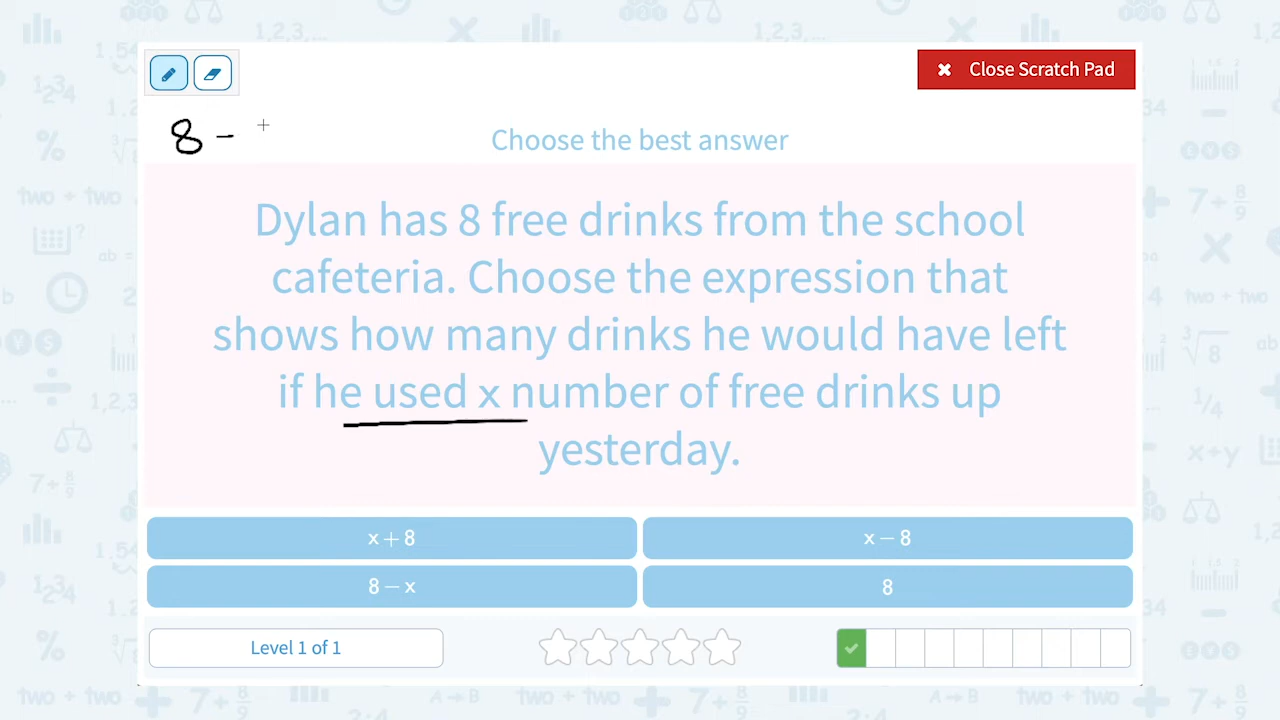 Close Scratch Pad
8 -
Choose the best answer
Dylan has 8 free drinks from the school
cafeteria. Choose the expression that
shows how many drinks he would have left
if he used x number of free drinks up
yesterday.
x + 8
x − 8
8 − x
8
Level 1 of 1